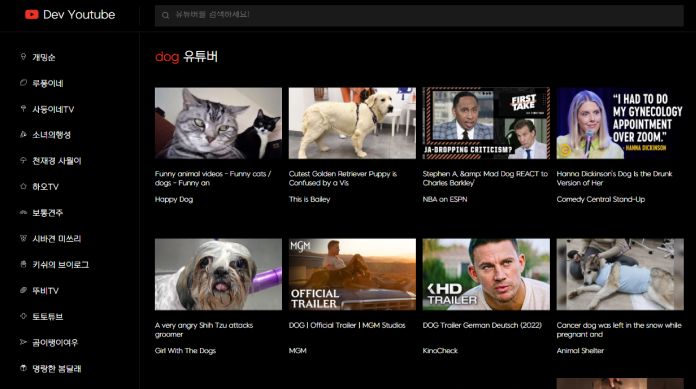 Dev Youtube
유튜버를 검색하세요!
dog 유튜버
개밍순
루퐁이네
사둥이네TV
소녀의행성
천재경 사월이
하오TV
보통견주
시바견 미쓰리
키쉬의 브이로그
뚜비TV
토토튜브
곰이탱이여우
명랑한 봄달래
Funny animal videos - Funny cats /
dogs - Funny an
Happy Dog
Cutest Golden Retriever Puppy is
Confused by a Vis
This is Bailey
FIRST
TAKE
JA-DROPPING CRITICISM?
Stephen A, &amp; Mad Dog REACT to
Charles Barkley'
NBA on ESPN
"I HAD TO DO
MY GYNECOLOGY
APPOINTMENT
OVER ZOOM."
- HANNA DICKINSON
Hanna Dickinson's Dog Is the Drunk
Version of Her
Comedy Central Stand-Up
A very angry Shih Tzu attacks
groomer
Girl With The Dogs
MGM
OFFICIAL
TRAILER
DOG | Official Trailer | MGM Studios
MGM
HD
TRAILER
DOG Trailer German Deutsch (2022)
KinoCheck
Cancer dog was left in the snow while
pregnant and
Animal Shelter